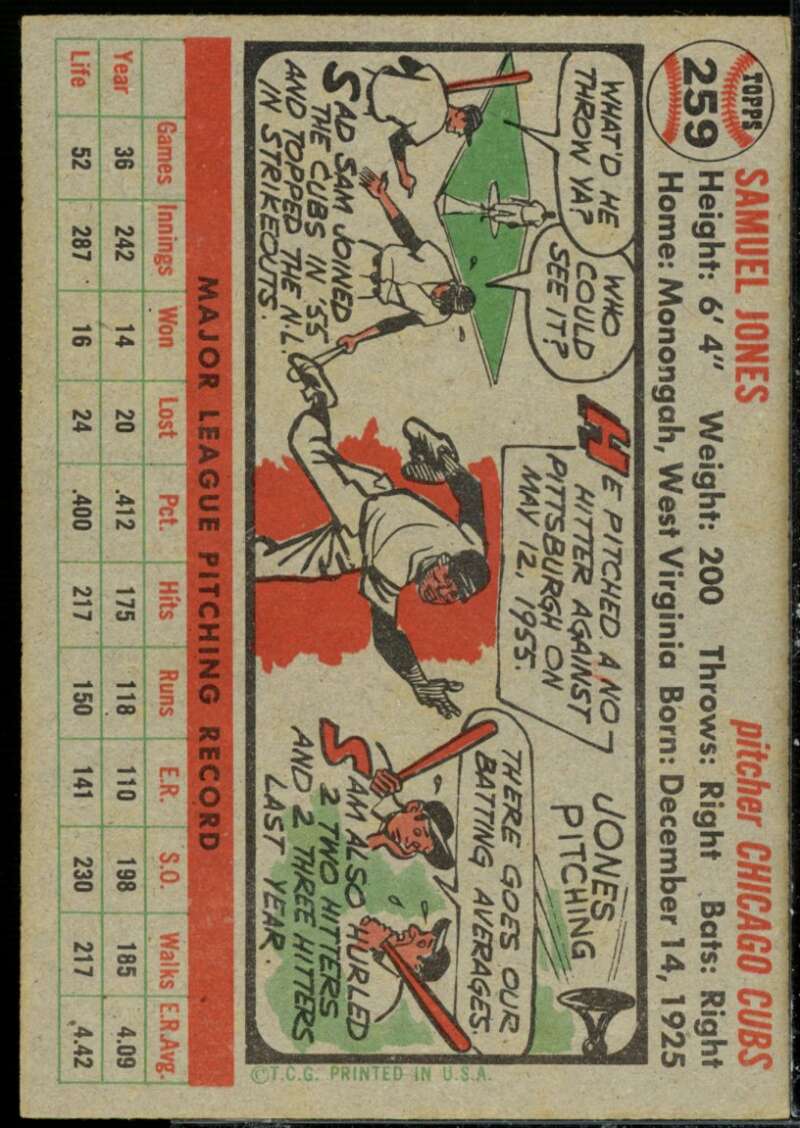 TOPPS
259
SAMUEL JONES pitcher CHICAGO CUBS
Height: 6' 4" Weight: 200 Throws: Right Bats: Right
Home: Monongah, West Virginia Born: December 14, 1925
WHAT'D HE
THROW YA?
WHO
COULD
SEE IT?
SAD SAM JOINED
THE CUBS IN '55
AND TOPPED THE N.L.
IN STRIKEOUTS.
HE PITCHED A NO
HITTER AGAINST
PITTSBURGH ON
MAY 12, 1955.
JONES
PITCHING
THERE GOES OUR
BATTING AVERAGES.
SAM ALSO HURLED
2 TWO HITTERS
AND 2 THREE HITTERS
LAST YEAR.
©T.C.G. PRINTED IN U.S.A.
MAJOR LEAGUE PITCHING RECORD
Games Innings Won Lost Pct. Hits Runs E.R. S.O. Walks E.R.Avg.
Year 36 242 14 20 .412 175 118 110 198 185 4.09
Life 52 287 16 24 .400 217 150 141 230 217 4.42